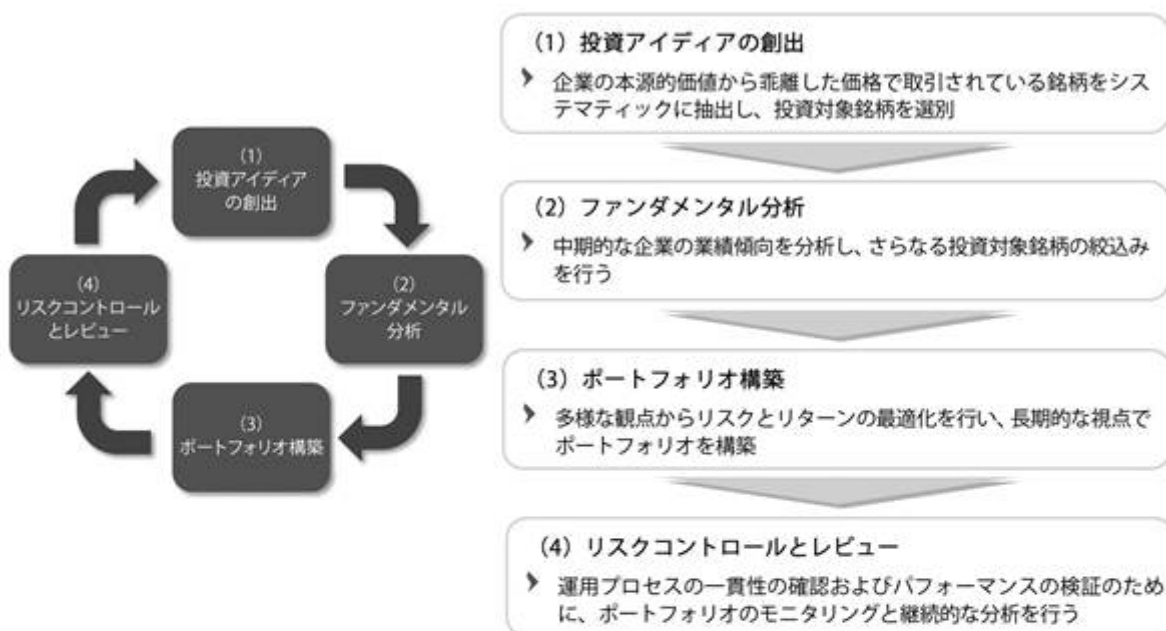 (1)
投資アイディア
の創出
(2)
ファンダメンタル
分析
(3)
ポートフォリオ構築
(4)
リスクコントロール
とレビュー
(1) 投資アイディアの創出
企業の本源的価値から乖離した価格で取引されている銘柄をシス
テマティックに抽出し、投資対象銘柄を選別
(2) ファンダメンタル分析
中期的な企業の業績傾向を分析し、さらなる投資対象銘柄の絞込み
を行う
(3) ポートフォリオ構築
多様な観点からリスクとリターンの最適化を行い、長期的な視点で
ポートフォリオを構築
(4) リスクコントロールとレビュー
運用プロセスの一貫性の確認およびパフォーマンスの検証のため
に、ポートフォリオのモニタリングと継続的な分析を行う